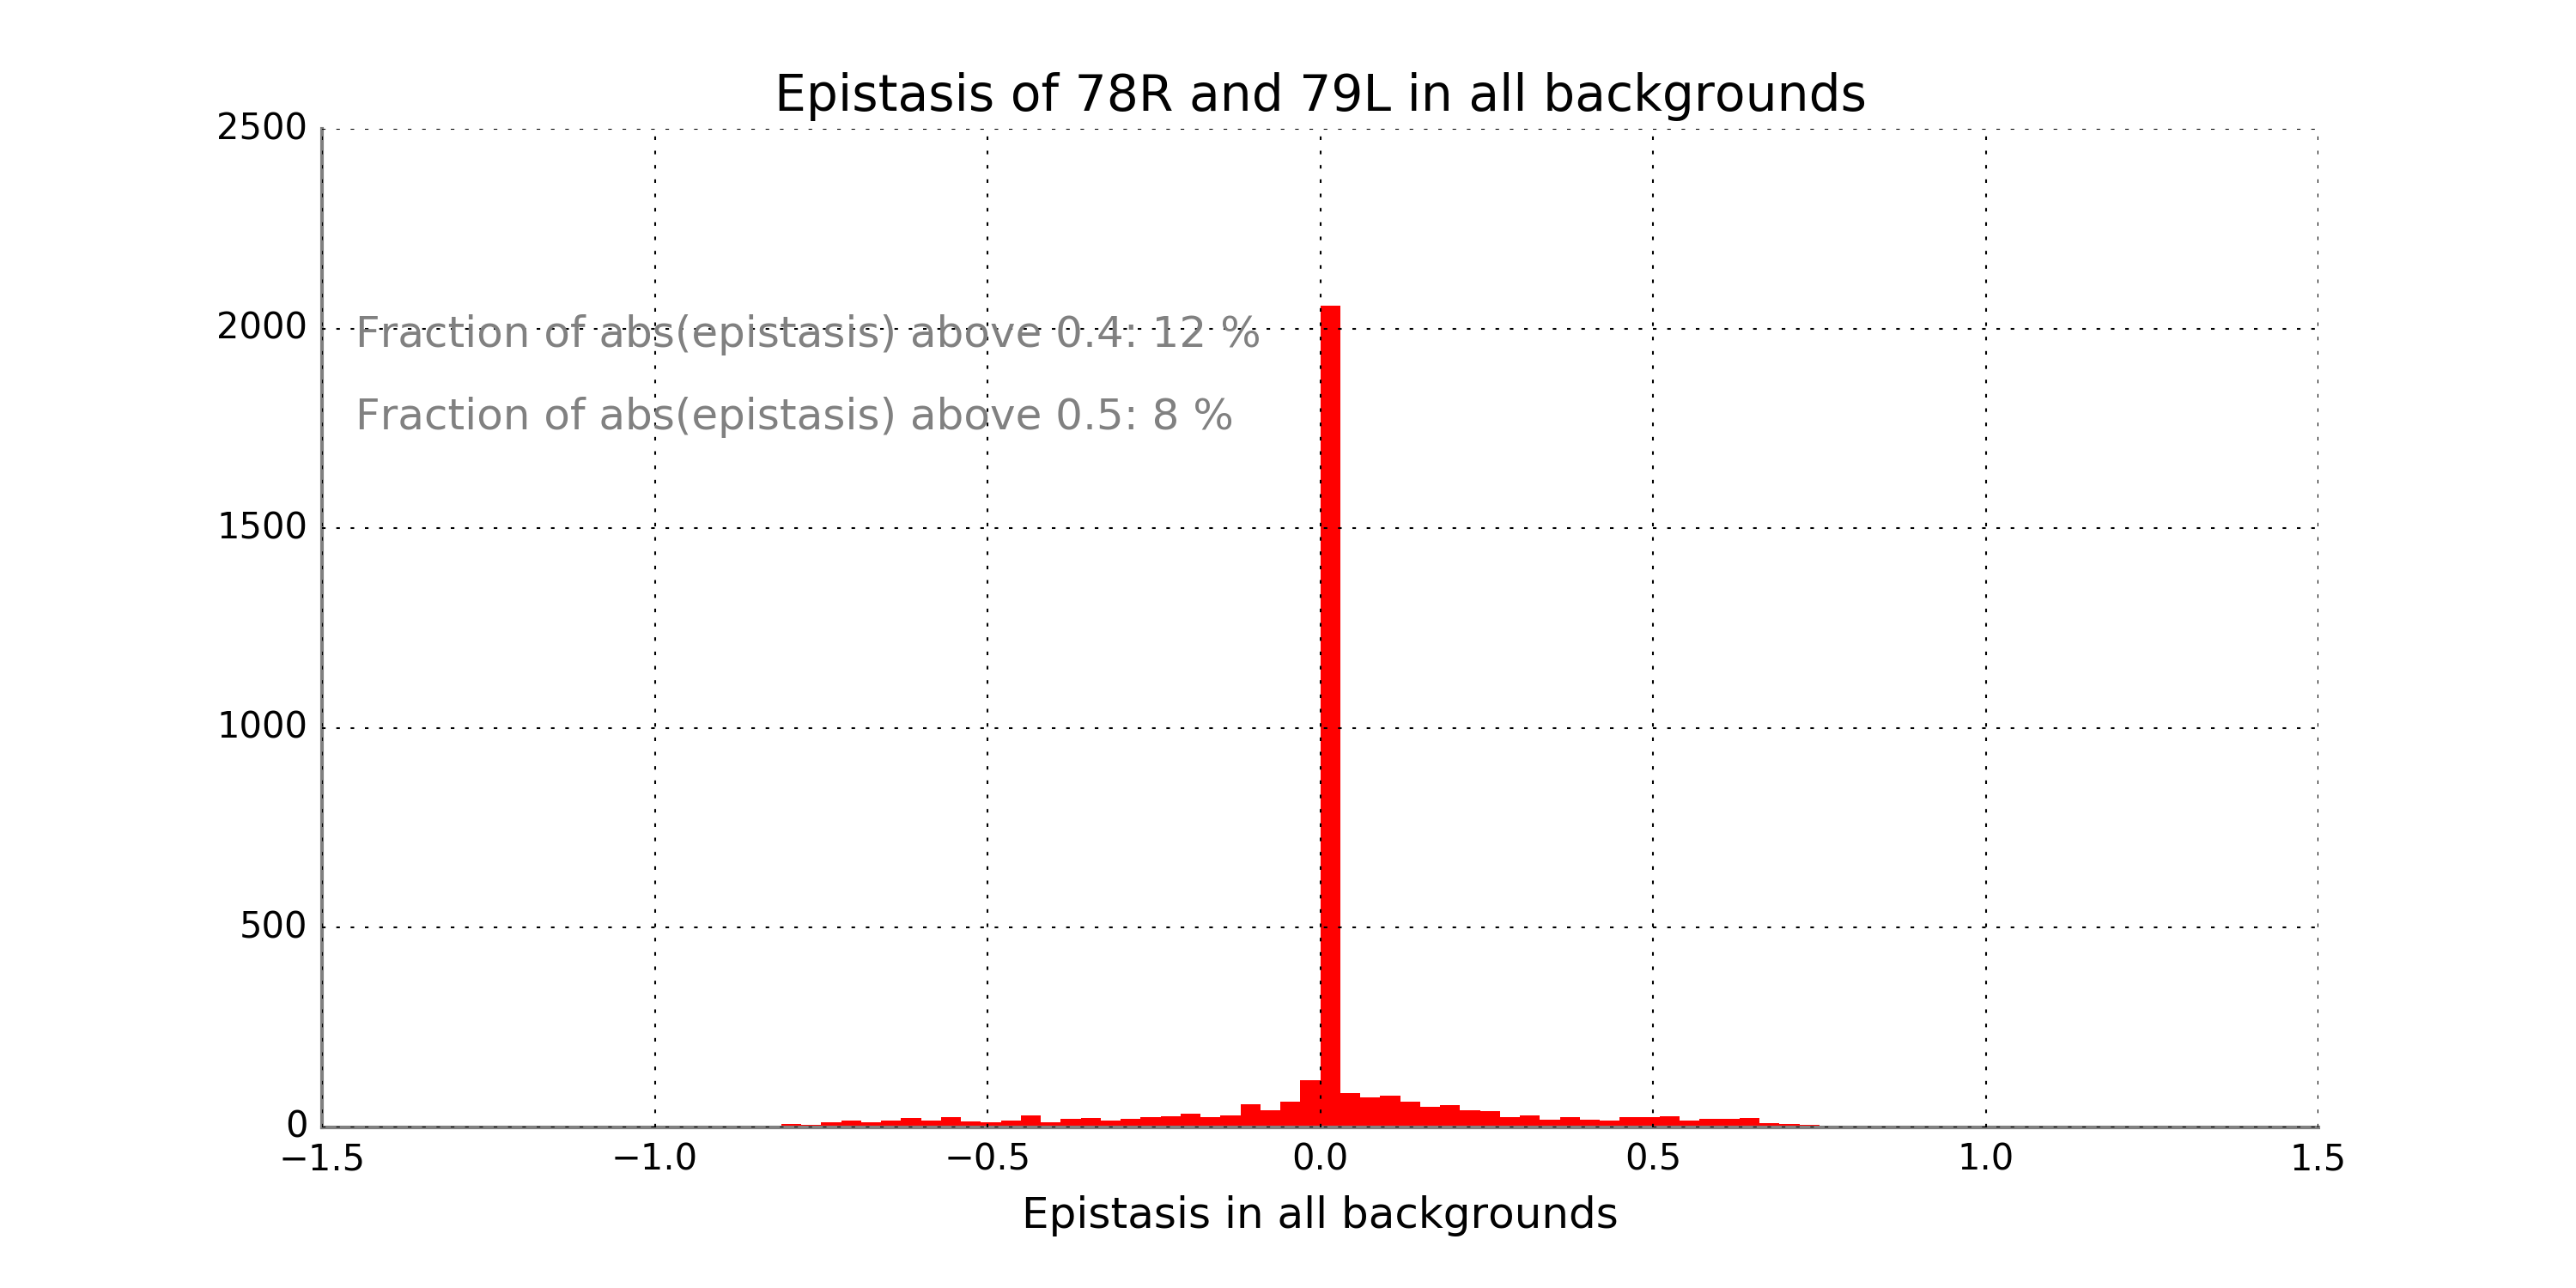 Epistasis of 78R and 79L in all backgrounds
2500
2000
Fraction of abs(epistasis) above 0.4: 12 %
Fraction of abs(epistasis) above 0.5: 8 %
1500
1000
500
0
−1.5 −1.0 −0.5 0.0 0.5 1.0 1.5
Epistasis in all backgrounds